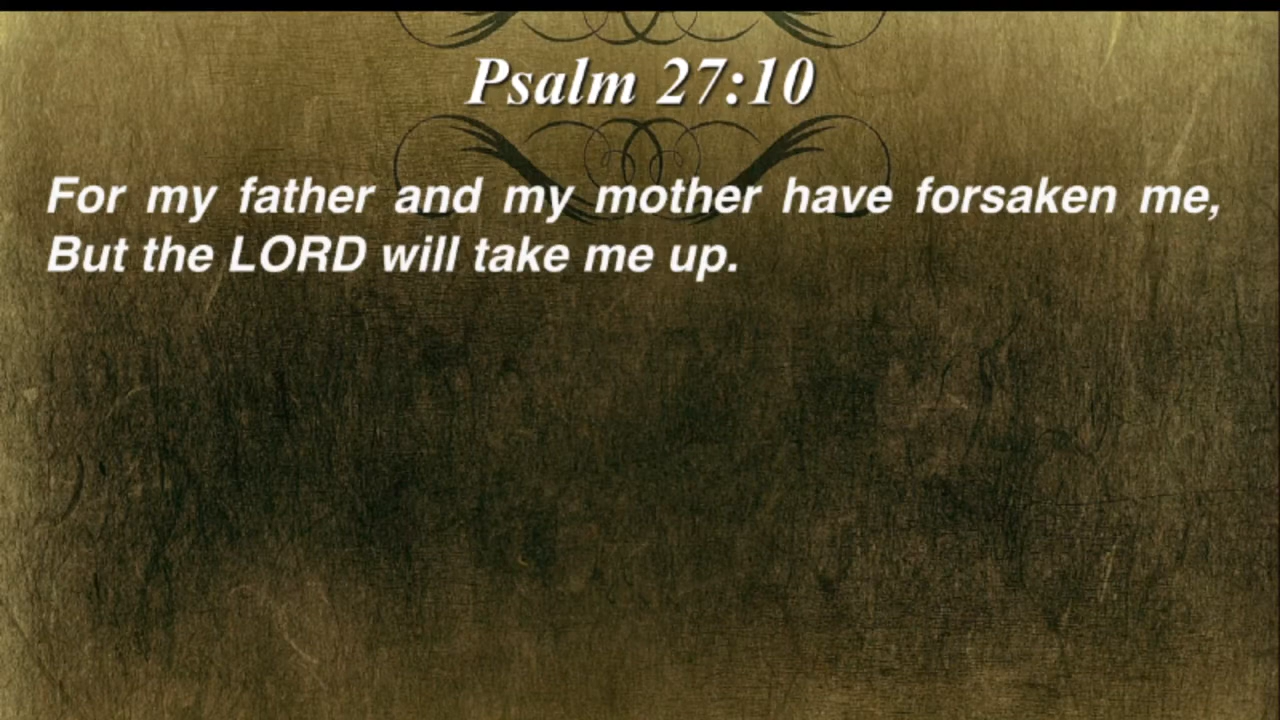 Psalm 27:10
For my father and my mother have forsaken me,
But the LORD will take me up.